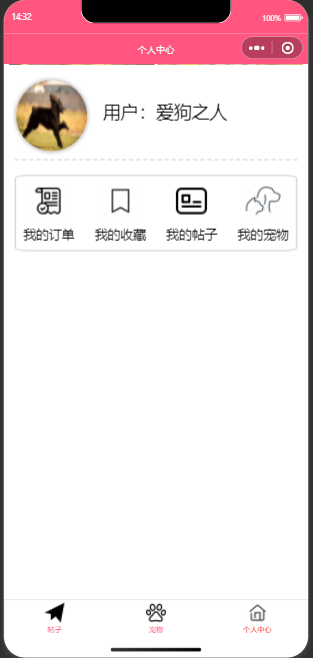 14:32
100%
个人中心
用户：爱狗之人
我的订单 我的收藏 我的帖子 我的宠物
帖子 宠物 个人中心